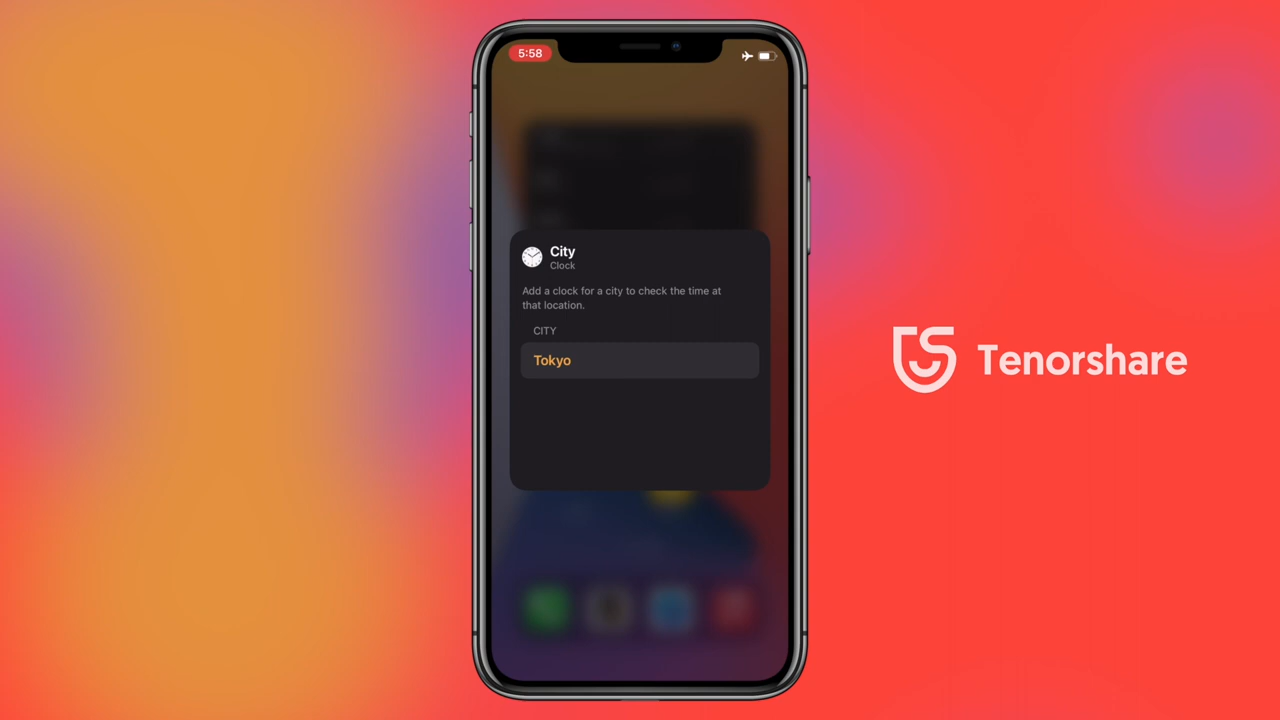 5:58
City
Clock
Add a clock for a city to check the time at
that location.
CITY
Tokyo
Tenorshare